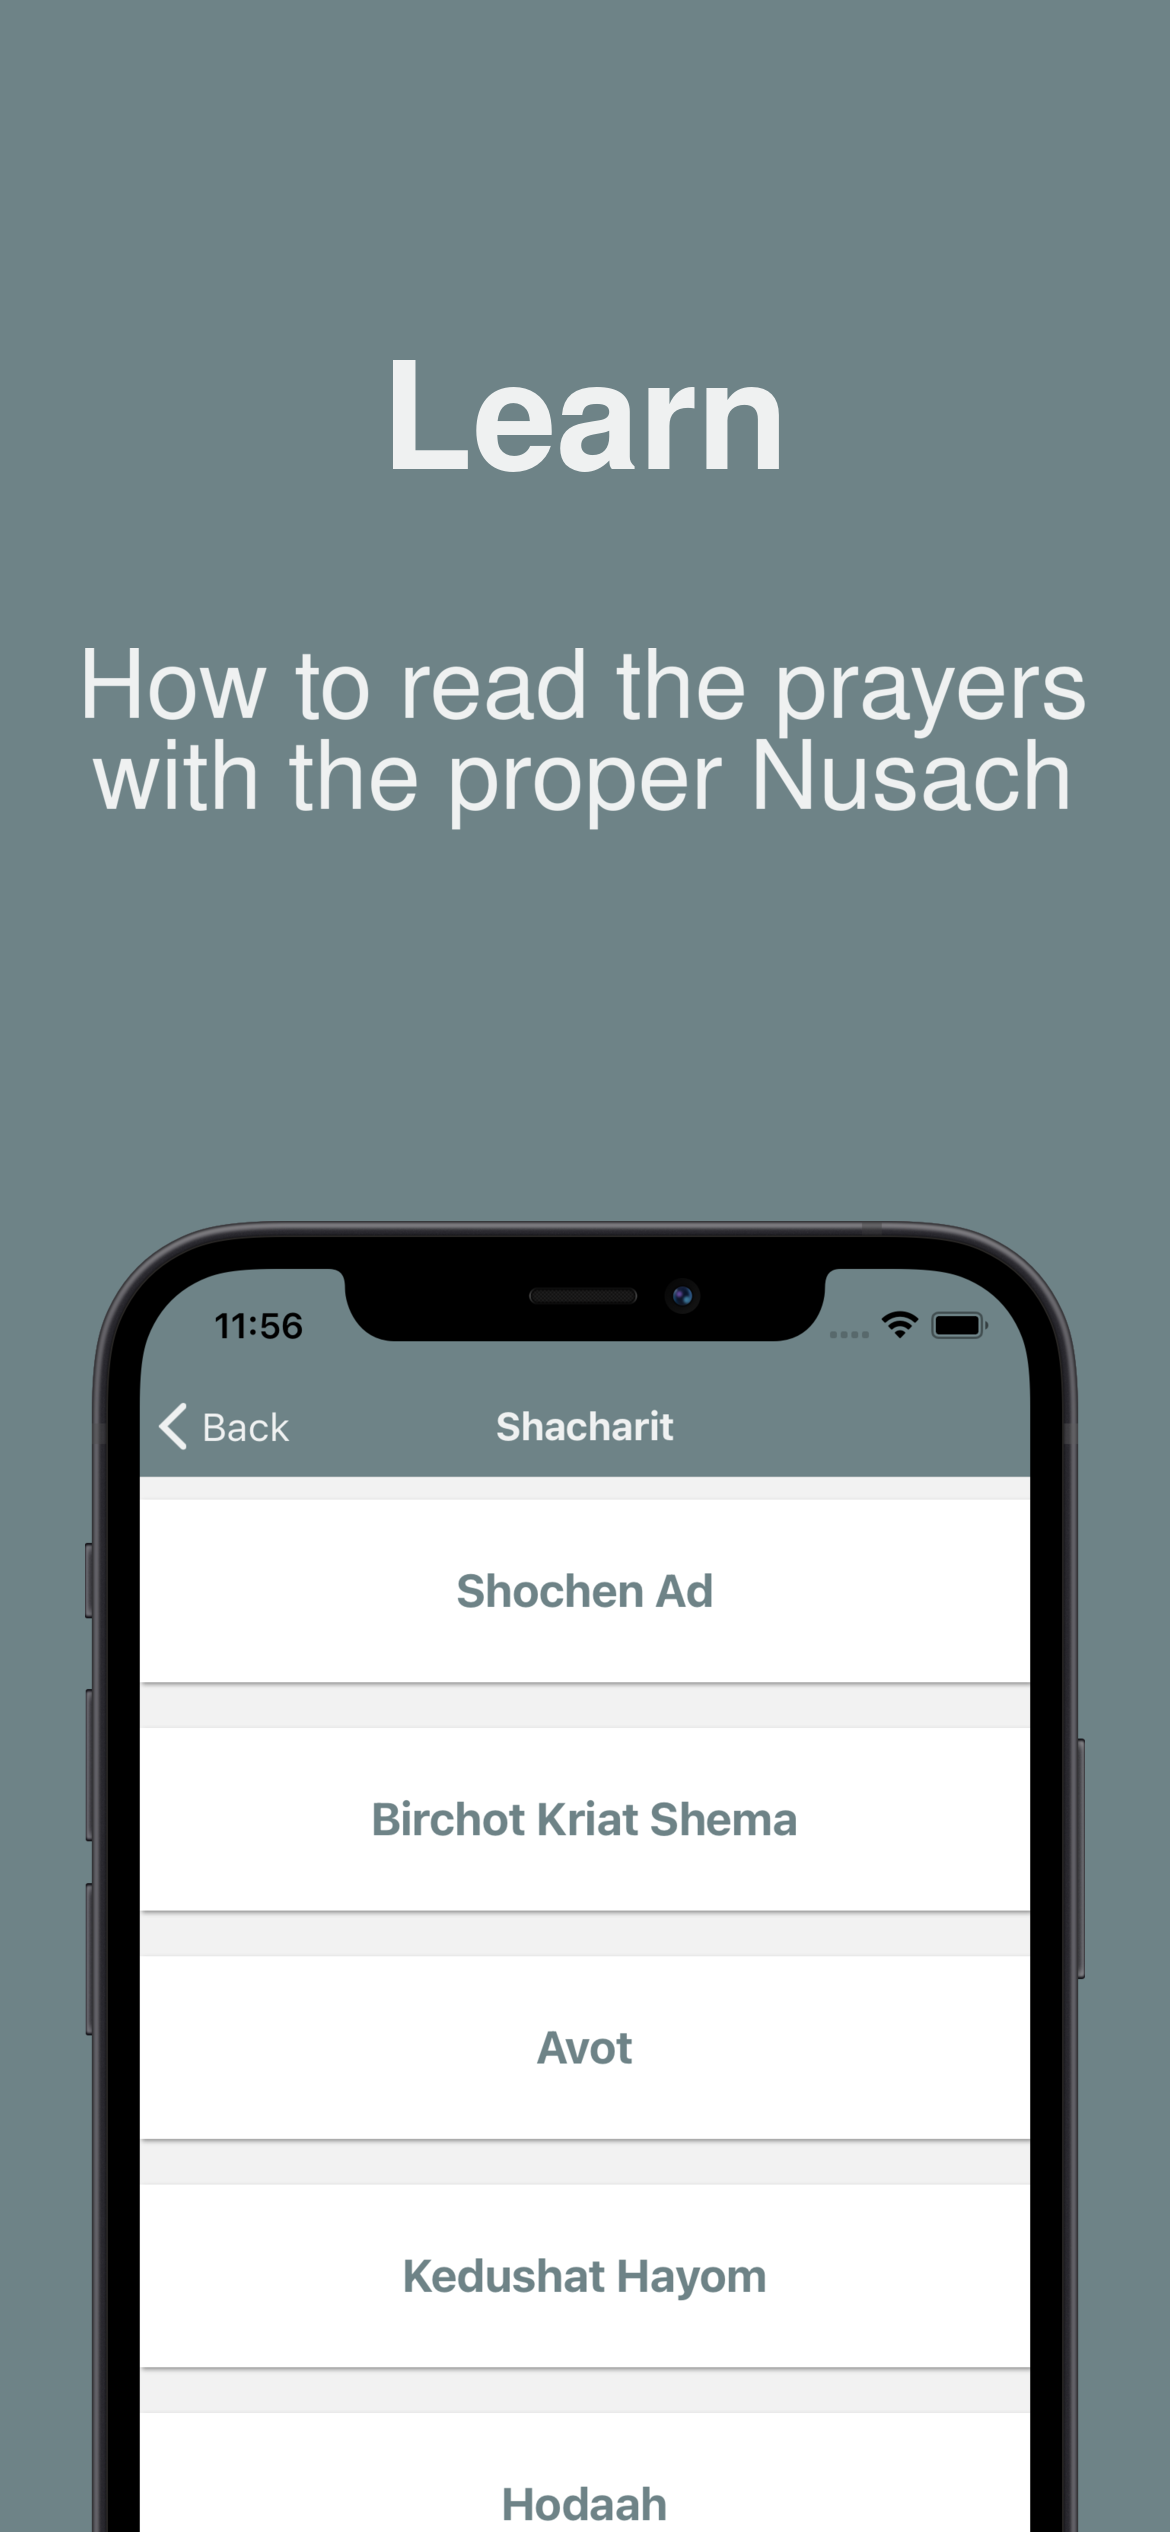 Learn
How to read the prayers
with the proper Nusach
11:56
Back
Shacharit
Shochen Ad
Birchot Kriat Shema
Avot
Kedushat Hayom
Hodaah